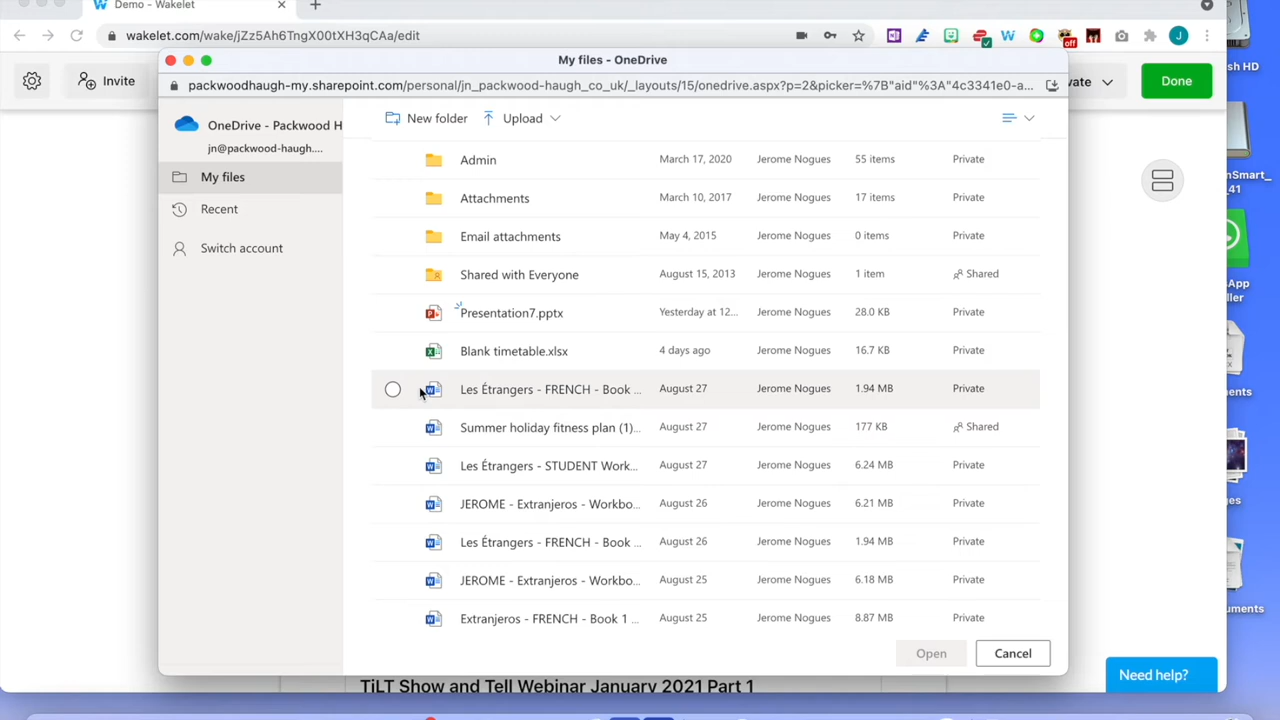 Demo - Wakelet
wakelet.com/wake/jZz5Ah6TngX00tXH3qCAa/edit
off
J
My files - OneDrive
Invite
Done
packwoodhaugh-my.sharepoint.com/personal/jn_packwood-haugh_co_uk/_layouts/15/onedrive.aspx?p=2&picker=%7B"aid"%3A"4c3341e0-a...
OneDrive - Packwood H
jn@packwood-haugh....
My files
Recent
Switch account
New folder Upload
Admin March 17, 2020 Jerome Nogues 55 items Private
Attachments March 10, 2017 Jerome Nogues 17 items Private
Email attachments May 4, 2015 Jerome Nogues 0 items Private
Shared with Everyone August 15, 2013 Jerome Nogues 1 item Shared
Presentation7.pptx Yesterday at 12... Jerome Nogues 28.0 KB Private
Blank timetable.xlsx 4 days ago Jerome Nogues 16.7 KB Private
Les Étrangers - FRENCH - Book ... August 27 Jerome Nogues 1.94 MB Private
Summer holiday fitness plan (1)... August 27 Jerome Nogues 177 KB Shared
Les Étrangers - STUDENT Work... August 27 Jerome Nogues 6.24 MB Private
JEROME - Extranjeros - Workbo... August 26 Jerome Nogues 6.21 MB Private
Les Étrangers - FRENCH - Book ... August 26 Jerome Nogues 1.94 MB Private
JEROME - Extranjeros - Workbo... August 25 Jerome Nogues 6.18 MB Private
Extranjeros - FRENCH - Book 1 ... August 25 Jerome Nogues 8.87 MB Private
Open Cancel
TiLT Show and Tell Webinar January 2021 Part 1
Need help?